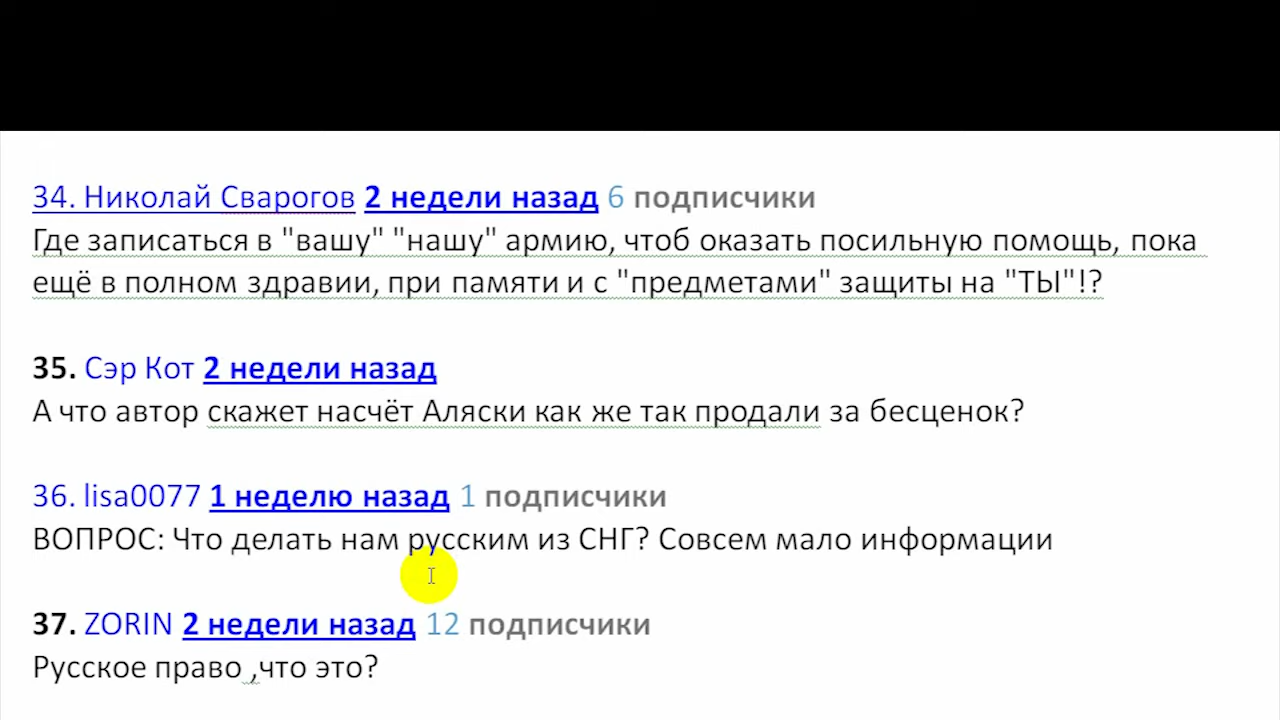 34. Николай Сварогов 2 недели назад 6 подписчики
Где записаться в "вашу" "нашу" армию, чтоб оказать посильную помощь, пока
ещё в полном здравии, при памяти и с "предметами" защиты на "ТЫ"!?
35. Сэр Кот 2 недели назад
А что автор скажет насчёт Аляски как же так продали за бесценок?
36. lisa0077 1 неделю назад 1 подписчики
ВОПРОС: Что делать нам русским из СНГ? Совсем мало информации
37. ZORIN 2 недели назад 12 подписчики
Русское право ,что это?